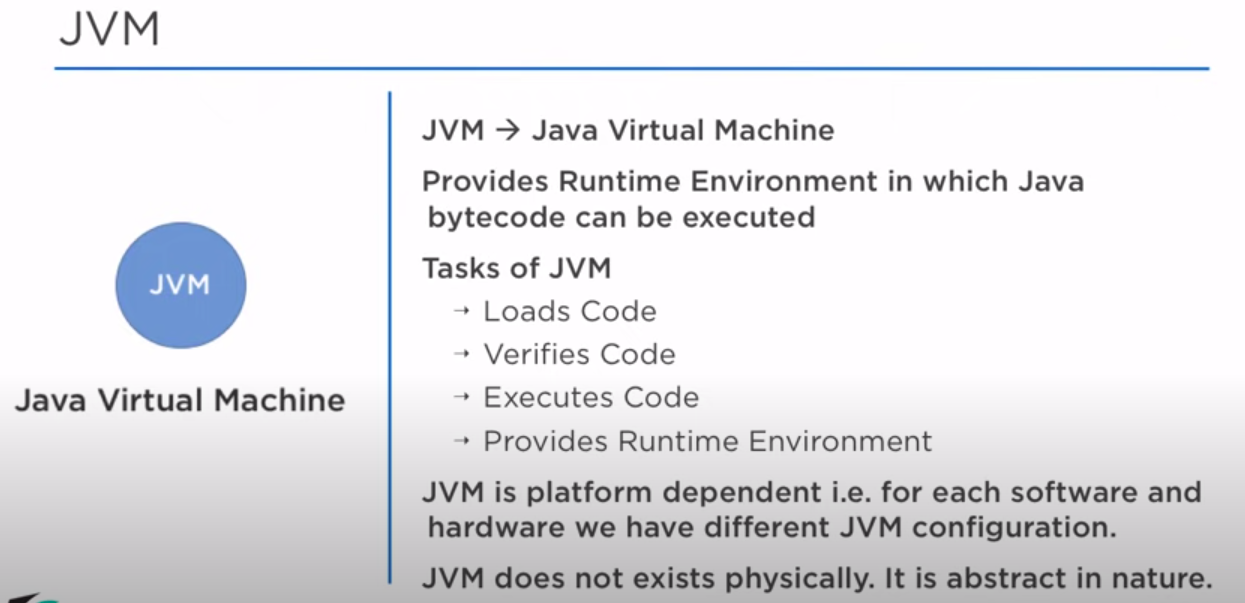 JVM
JVM
Java Virtual Machine
JVM → Java Virtual Machine
Provides Runtime Environment in which Java
bytecode can be executed
Tasks of JVM
→ Loads Code
→ Verifies Code
→ Executes Code
→ Provides Runtime Environment
JVM is platform dependent i.e. for each software and
hardware we have different JVM configuration.
JVM does not exists physically. It is abstract in nature.